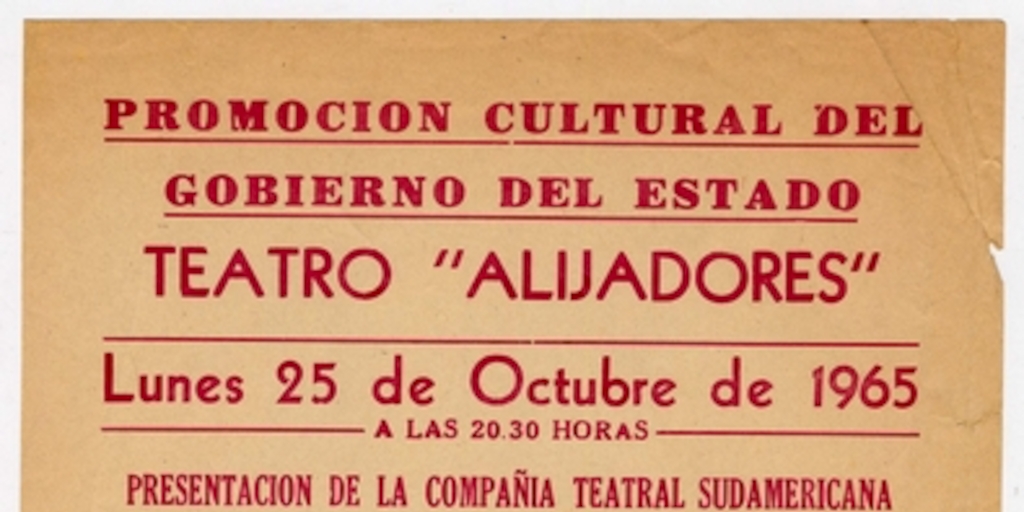 PROMOCION CULTURAL DEL
GOBIERNO DEL ESTADO
TEATRO "ALIJADORES"
Lunes 25 de Octubre de 1965
A LAS 20.30 HORAS
PRESENTACION DE LA COMPAÑIA TEATRAL SUDAMERICANA